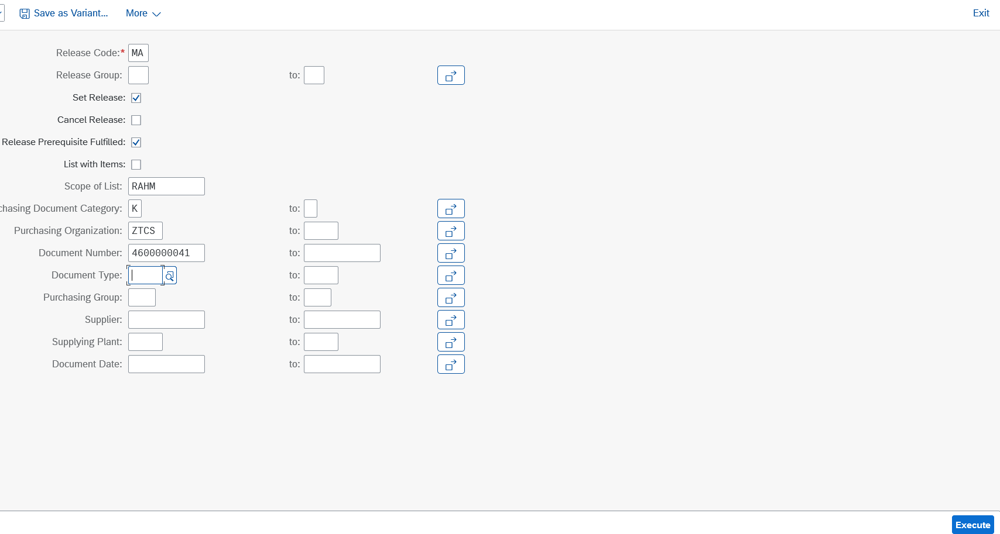 Save as Variant... More Exit
Release Code:* MA
Release Group: to:
Set Release:
Cancel Release:
Release Prerequisite Fulfilled:
List with Items:
Scope of List: RAHM
chasing Document Category: K to:
Purchasing Organization: ZTCS to:
Document Number: 4600000041 to:
Document Type: to:
Purchasing Group: to:
Supplier: to:
Supplying Plant: to:
Document Date: to:
Execute